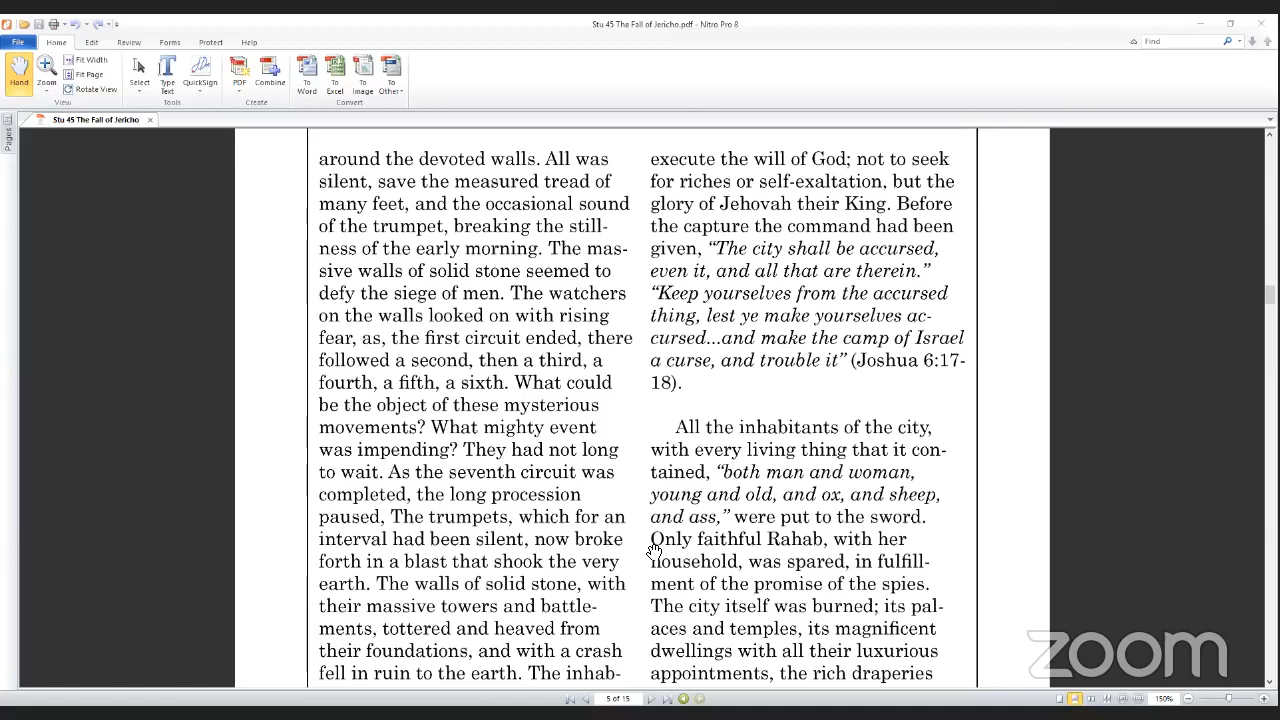 Stu 45 The Fall of Jericho.pdf - Nitro Pro 8
File Home Edit Review Forms Protect Help
Find
Hand
Zoom
Fit Width
Fit Page
Rotate View
View
Select
Type Text
QuickSign
Tools
PDF
Combine
Create
To Word
To Excel
To Image
To Other
Convert
Stu 45 The Fall of Jericho
Pages
around the devoted walls. All was
silent, save the measured tread of
many feet, and the occasional sound
of the trumpet, breaking the still-
ness of the early morning. The mas-
sive walls of solid stone seemed to
defy the siege of men. The watchers
on the walls looked on with rising
fear, as, the first circuit ended, there
followed a second, then a third, a
fourth, a fifth, a sixth. What could
be the object of these mysterious
movements? What mighty event
was impending? They had not long
to wait. As the seventh circuit was
completed, the long procession
paused, The trumpets, which for an
interval had been silent, now broke
forth in a blast that shook the very
earth. The walls of solid stone, with
their massive towers and battle-
ments, tottered and heaved from
their foundations, and with a crash
fell in ruin to the earth. The inhab-
execute the will of God; not to seek
for riches or self-exaltation, but the
glory of Jehovah their King. Before
the capture the command had been
given, “The city shall be accursed,
even it, and all that are therein.”
“Keep yourselves from the accursed
thing, lest ye make yourselves ac-
cursed...and make the camp of Israel
a curse, and trouble it” (Joshua 6:17-
18).
All the inhabitants of the city,
with every living thing that it con-
tained, “both man and woman,
young and old, and ox, and sheep,
and ass,” were put to the sword.
Only faithful Rahab, with her
household, was spared, in fulfill-
ment of the promise of the spies.
The city itself was burned; its pal-
aces and temples, its magnificent
dwellings with all their luxurious
appointments, the rich draperies
zoom
5 of 15
150%